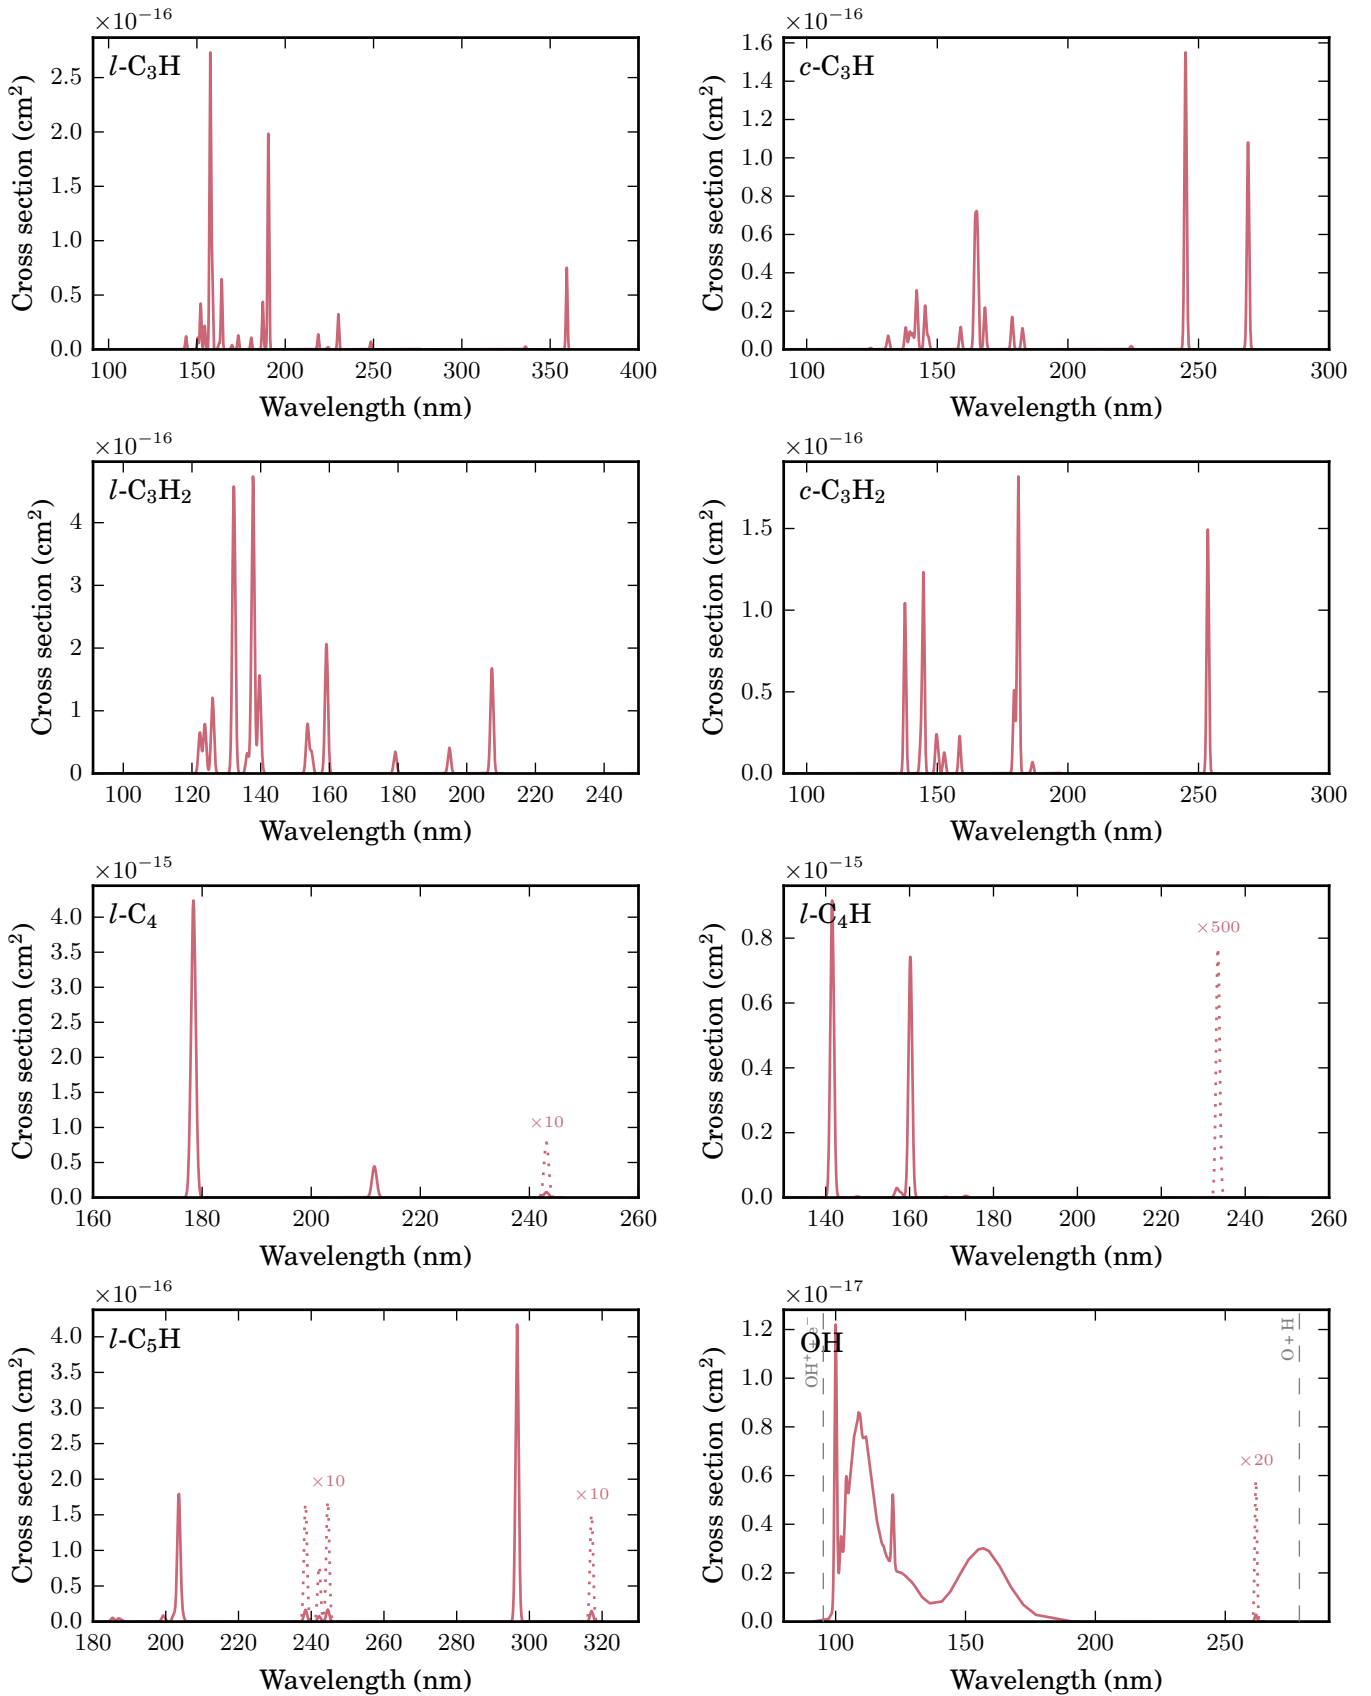 ×10⁻¹⁶
l-C₃H
Cross section (cm²)
2.5
2.0
1.5
1.0
0.5
0.0
100 150 200 250 300 350 400
Wavelength (nm)
×10⁻¹⁶
c-C₃H
Cross section (cm²)
1.6
1.4
1.2
1.0
0.8
0.6
0.4
0.2
0.0
100 150 200 250 300
Wavelength (nm)
×10⁻¹⁶
l-C₃H₂
Cross section (cm²)
4
3
2
1
0
100 120 140 160 180 200 220 240
Wavelength (nm)
×10⁻¹⁶
c-C₃H₂
Cross section (cm²)
1.5
1.0
0.5
0.0
100 150 200 250 300
Wavelength (nm)
×10⁻¹⁵
l-C₄
Cross section (cm²)
4.0
3.5
3.0
2.5
2.0
1.5
1.0
0.5
0.0
×10
160 180 200 220 240 260
Wavelength (nm)
×10⁻¹⁵
l-C₄H
Cross section (cm²)
0.8
0.6
0.4
0.2
0.0
×500
140 160 180 200 220 240 260
Wavelength (nm)
×10⁻¹⁶
l-C₅H
Cross section (cm²)
4.0
3.5
3.0
2.5
2.0
1.5
1.0
0.5
0.0
×10
×10
180 200 220 240 260 280 300 320
Wavelength (nm)
×10⁻¹⁷
OH
Cross section (cm²)
1.2
1.0
0.8
0.6
0.4
0.2
0.0
OH⁺ + e⁻
O + H
×20
100 150 200 250
Wavelength (nm)